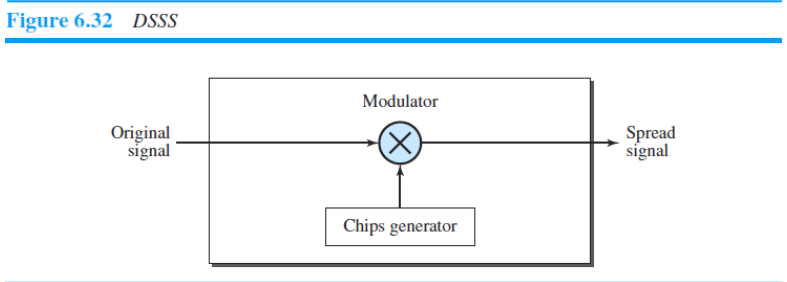 Figure 6.32 DSSS
Modulator
Original
signal
Spread
signal
Chips generator